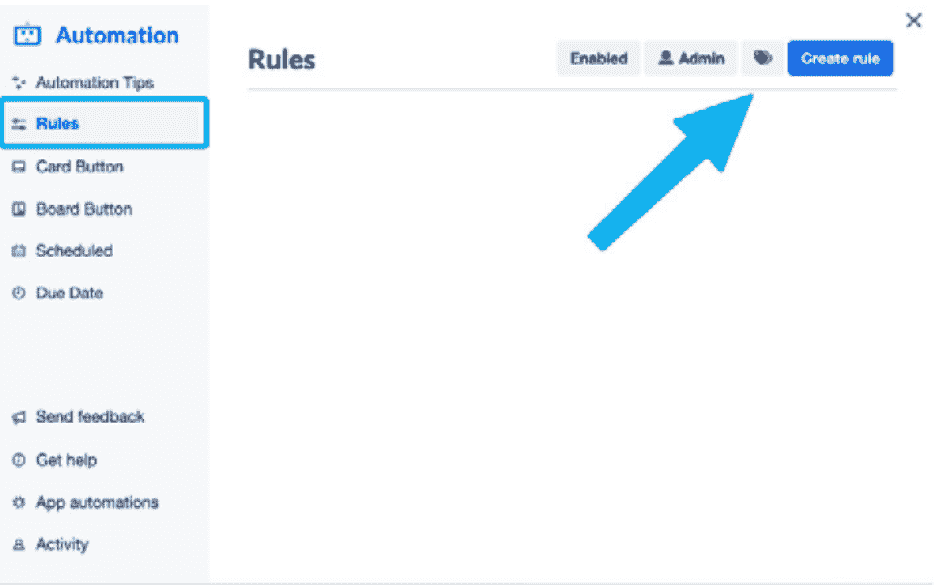 Automation
Automation Tips
Rules
Card Button
Board Button
Scheduled
Due Date
Send feedback
Get help
App automations
Activity
Rules
Enabled
Admin
Create rule